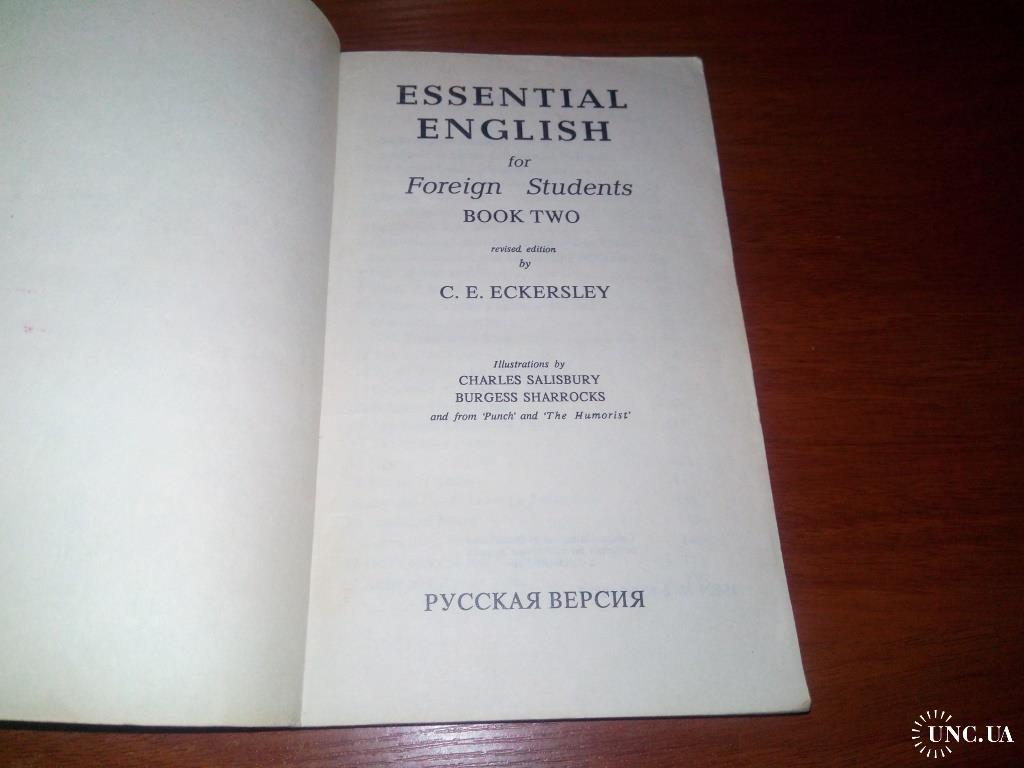 ESSENTIAL
ENGLISH
for
Foreign Students
BOOK TWO
revised edition
by
C. E. ECKERSLEY
Illustrations by
CHARLES SALISBURY
BURGESS SHARROCKS
and from 'Punch' and 'The Humorist'
РУССКАЯ ВЕРСИЯ
UNC.UA